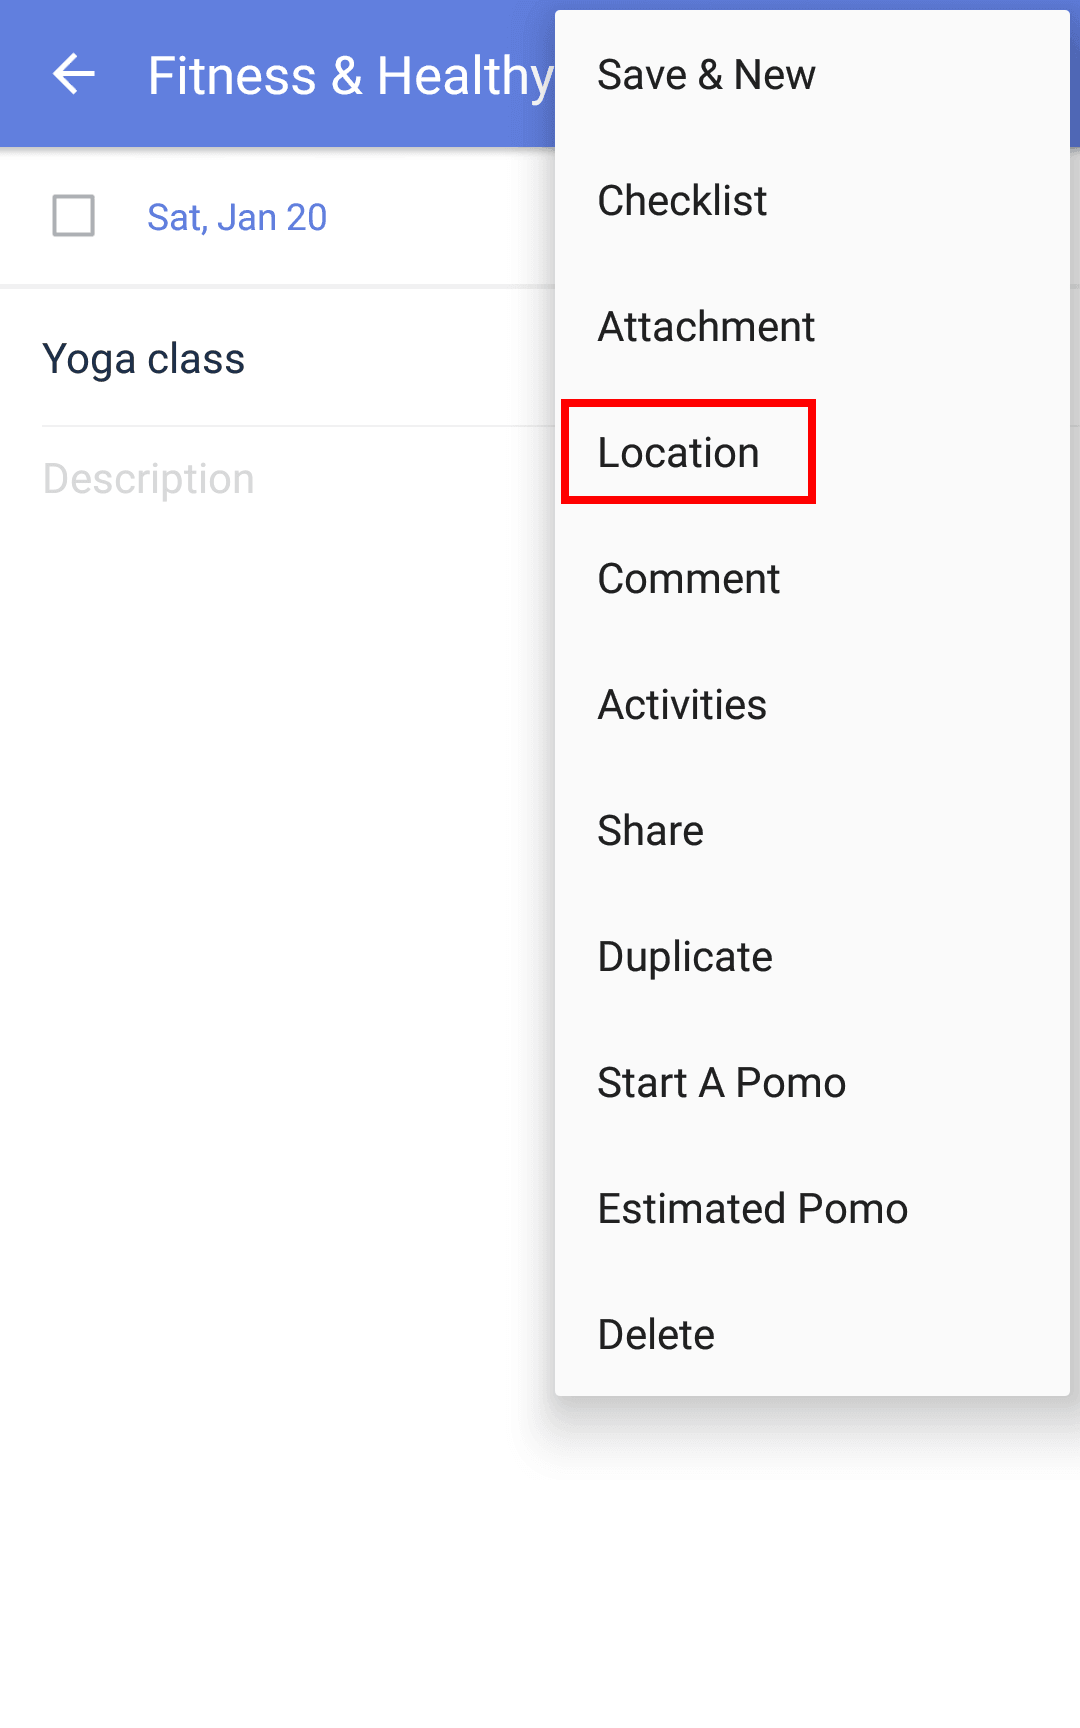 Fitness & Healthy
Sat, Jan 20
Yoga class
Description
Save & New
Checklist
Attachment
Location
Comment
Activities
Share
Duplicate
Start A Pomo
Estimated Pomo
Delete